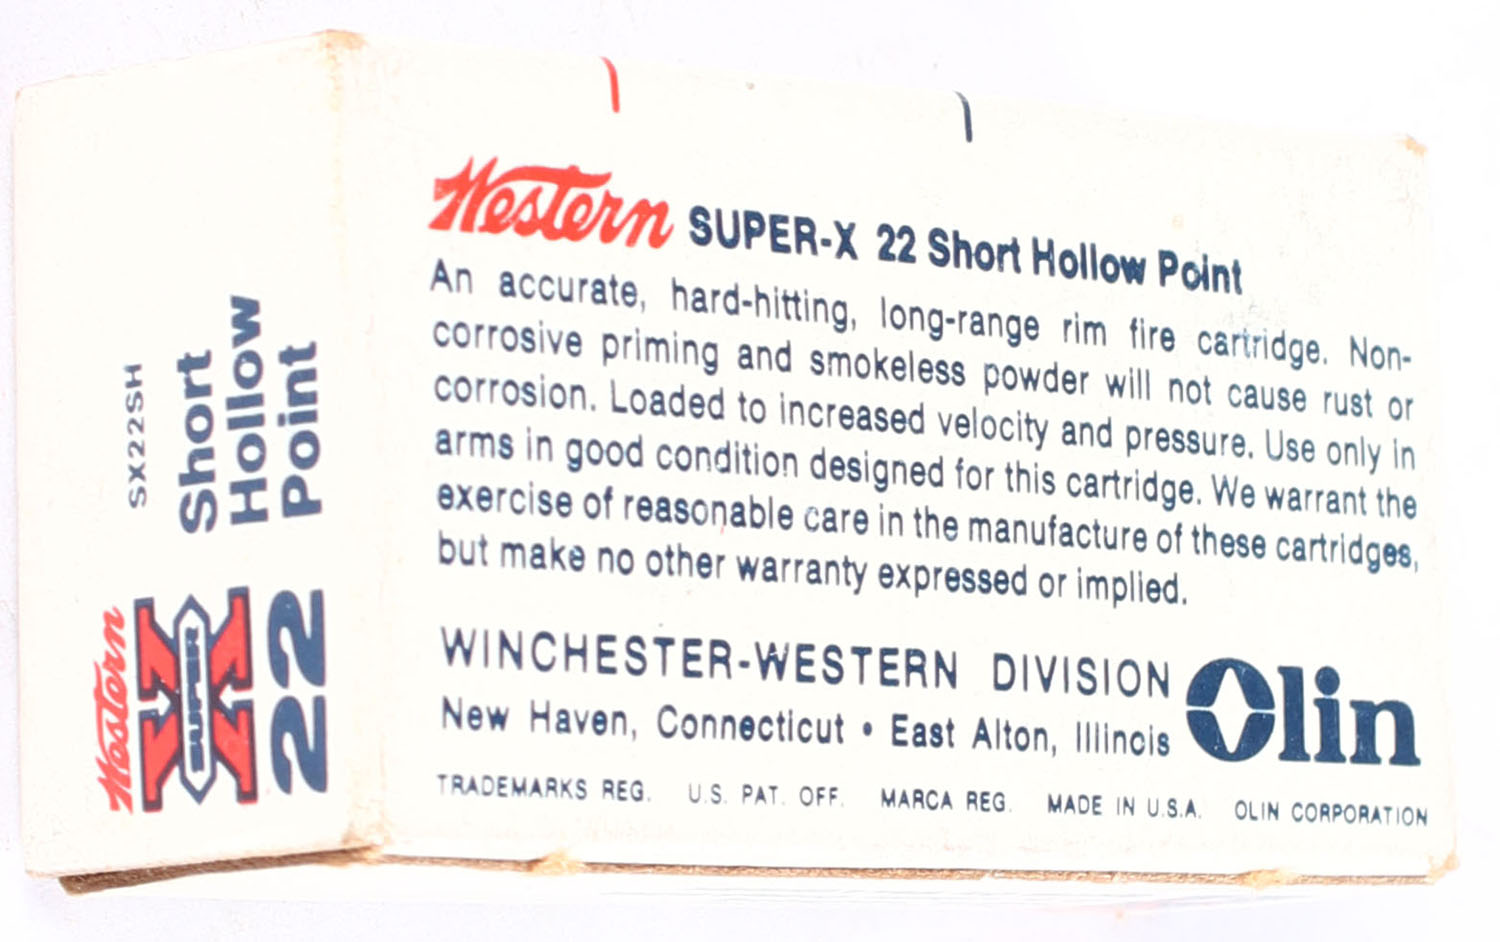 Western SUPER-X 22 Short Hollow Point
An accurate, hard-hitting, long-range rim fire cartridge. Non-
corrosive priming and smokeless powder will not cause rust or
corrosion. Loaded to increased velocity and pressure. Use only in
arms in good condition designed for this cartridge. We warrant the
exercise of reasonable care in the manufacture of these cartridges,
but make no other warranty expressed or implied.
WINCHESTER-WESTERN DIVISION
New Haven, Connecticut • East Alton, Illinois
Olin
TRADEMARKS REG. U.S. PAT. OFF. MARCA REG. MADE IN U.S.A. OLIN CORPORATION
Western
SUPER X
22
SX22SH
Short
Hollow
Point